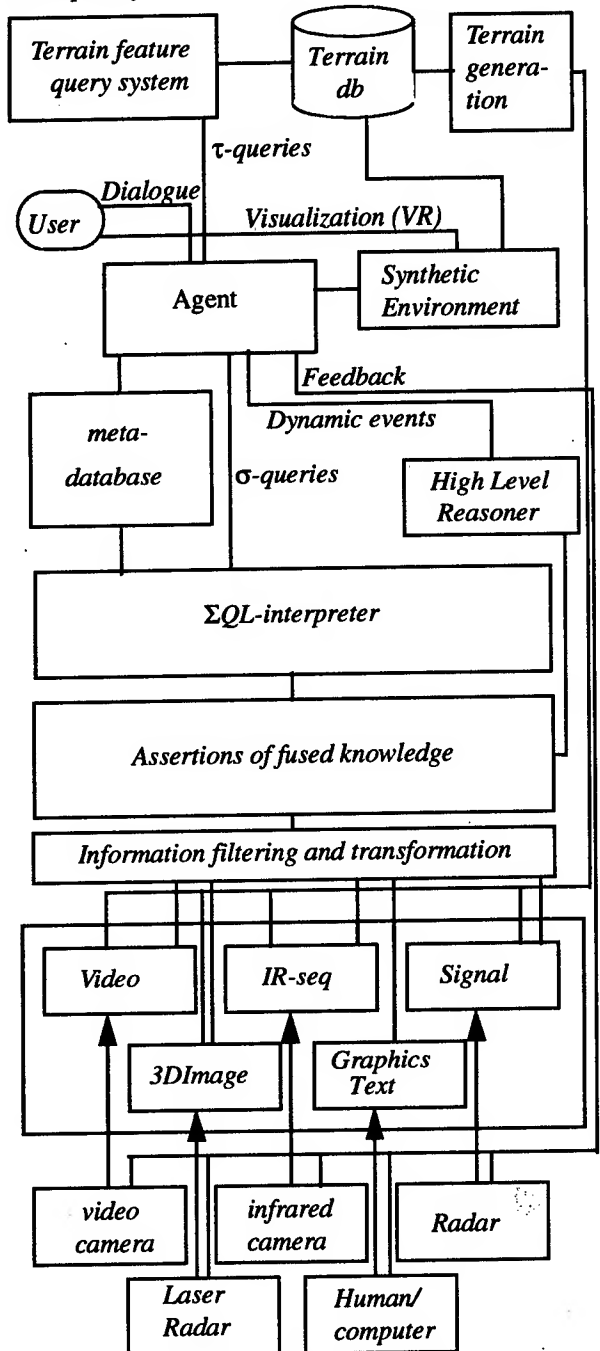 Terrain feature
query system
Terrain
db
Terrain
genera-
tion
τ-queries
Dialogue
User
Visualization (VR)
Agent
Synthetic
Environment
Feedback
Dynamic events
meta-
database
σ-queries
High Level
Reasoner
ΣQL-interpreter
Assertions of fused knowledge
Information filtering and transformation
Video
IR-seq
Signal
3DImage
Graphics
Text
video
camera
infrared
camera
Radar
Laser
Radar
Human/
computer